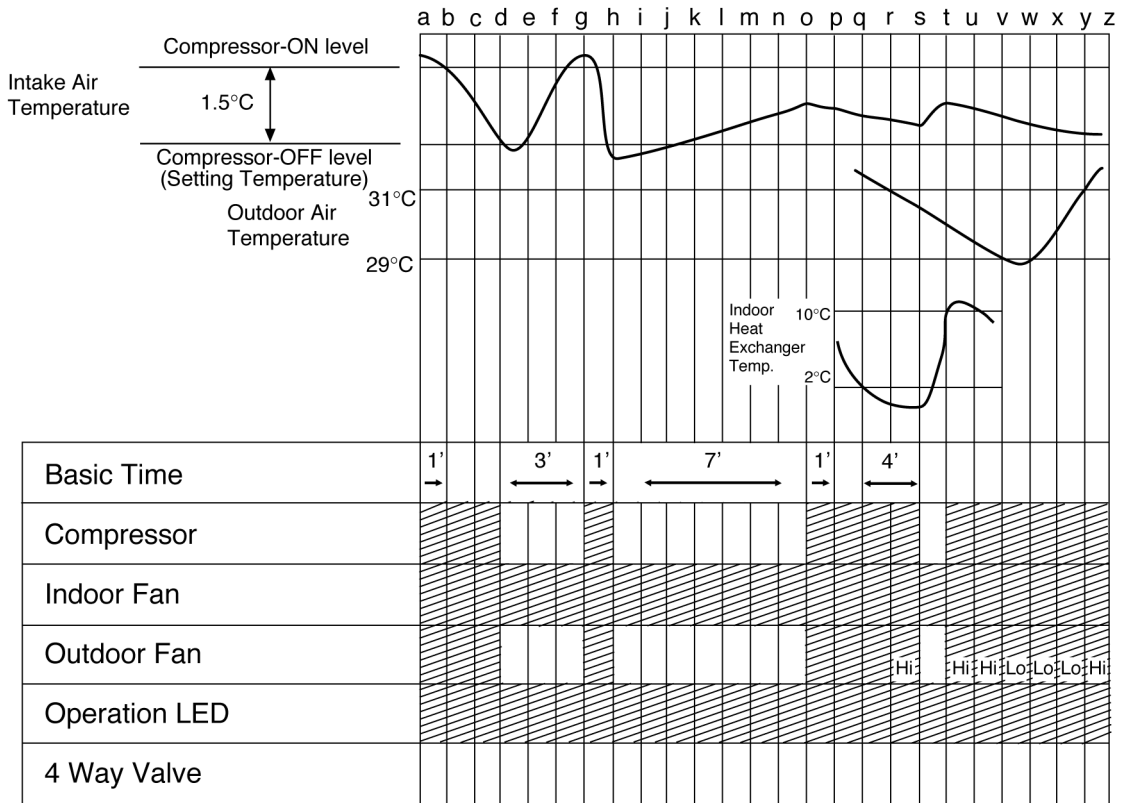 a b c d e f g h i j k l m n o p q r s t u v w x y z
Compressor-ON level
Intake Air
Temperature
1.5°C
Compressor-OFF level
(Setting Temperature)
31°C
Outdoor Air
Temperature
29°C
Indoor
Heat
Exchanger
Temp.
10°C
2°C
Basic Time 1’ 3’ 1’ 7’ 1’ 4’
Compressor
Indoor Fan
Outdoor Fan Hi Hi Hi Lo Lo Lo Hi
Operation LED
4 Way Valve